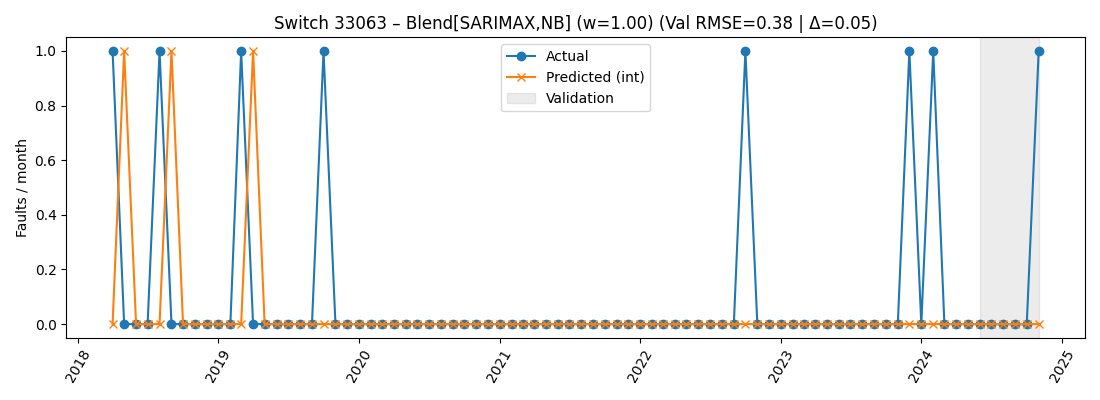 Switch 33063 – Blend[SARIMAX,NB] (w=1.00) (Val RMSE=0.38 | Δ=0.05)
Faults / month
1.0
0.8
0.6
0.4
0.2
0.0
Actual
Predicted (int)
Validation
2018
2019
2020
2021
2022
2023
2024
2025